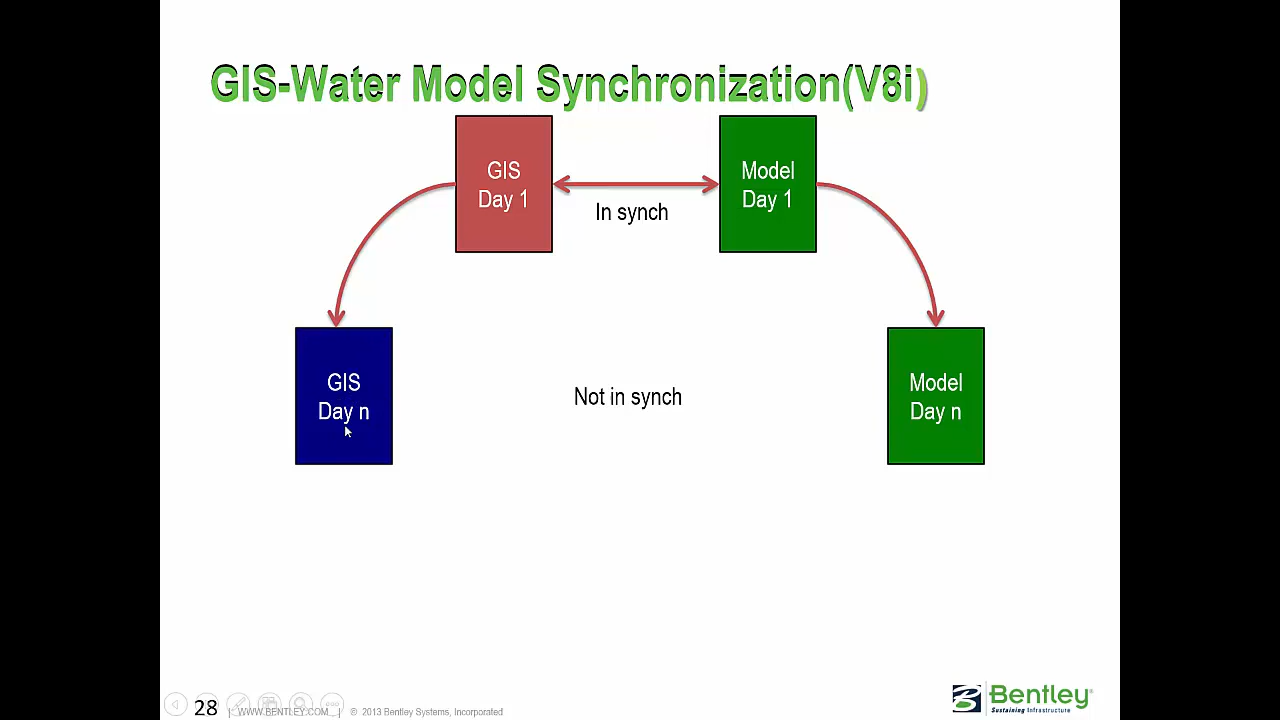 GIS-Water Model Synchronization(V8i)
GIS
Day 1
Model
Day 1
In synch
GIS
Day n
Not in synch
Model
Day n
28 | WWW.BENTLEY.COM | © 2013 Bentley Systems, Incorporated
Bentley®
Sustaining Infrastructure